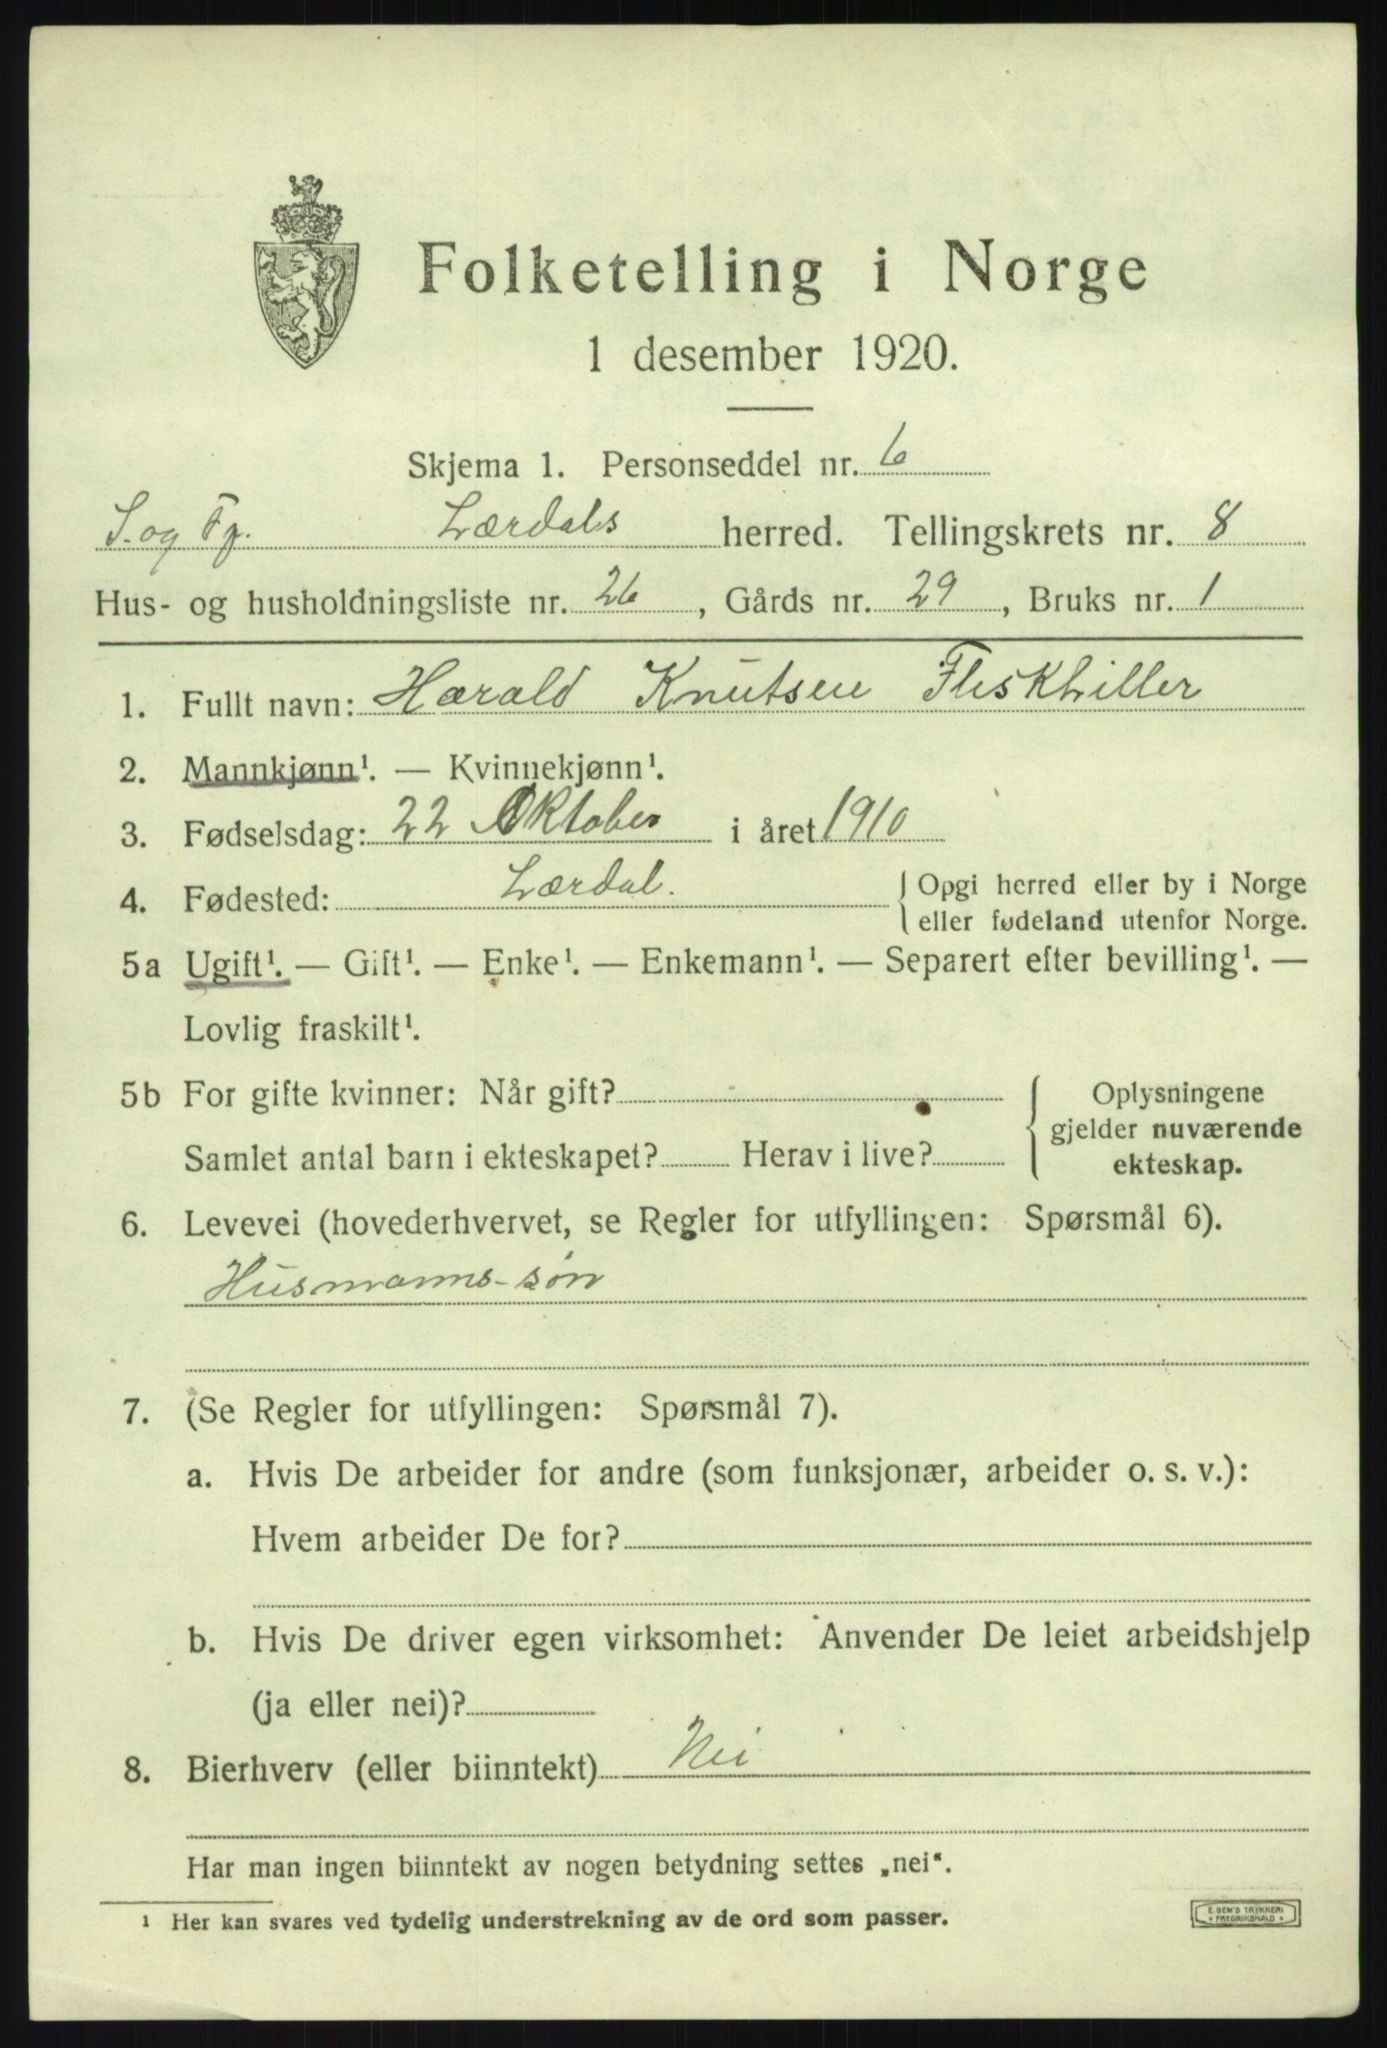 Folketelling i Norge
1 desember 1920.
Skjema 1. Personseddel nr. 6
S. og Fj. Lærdals herred. Tellingskrets nr. 8
Hus- og husholdningsliste nr. 26, Gårds nr. 29, Bruks nr. 1
1. Fullt navn: Harald Knutsen
2. Mannkjønn¹. — Kvinnekjønn¹.
3. Fødselsdag: 22 Oktober i året 1910
4. Fødested: Lærdal. { Opgi herred eller by i Norge
eller fødeland utenfor Norge.
5a Ugift¹. — Gift¹. — Enke¹. — Enkemann¹. — Separert efter bevilling¹. —
Lovlig fraskilt¹.
5b For gifte kvinner: Når gift? { Oplysningene
gjelder nuværende
Samlet antal barn i ekteskapet? Herav i live?
ekteskap.
6. Levevei (hovederhvervet, se Regler for utfyllingen: Spørsmål 6).
Husmanns-søn
7. (Se Regler for utfyllingen: Spørsmål 7).
a. Hvis De arbeider for andre (som funksjonær, arbeider o. s. v.):
Hvem arbeider De for?
b. Hvis De driver egen virksomhet: Anvender De leiet arbeidshjelp
(ja eller nei)?
8. Bierhverv (eller biinntekt) Nei
Har man ingen biinntekt av nogen betydning settes „nei“.
¹ Her kan svares ved tydelig understrekning av de ord som passer.
E. SEM'S TRYKKERI
FREDRIKSHALD